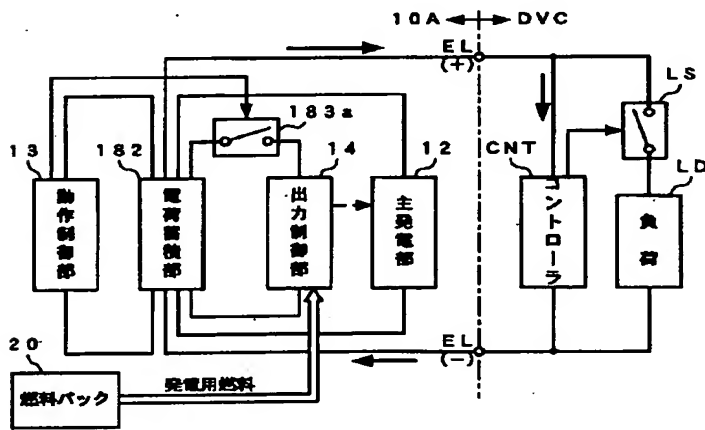 10A DVC
EL
(+)
LS
183a
13
182
14
12
CNT
LD
動作制御部
電荷蓄積部
出力制御部
主発電部
コントローラ
負荷
EL
(-)
20
発電用燃料
燃料パック